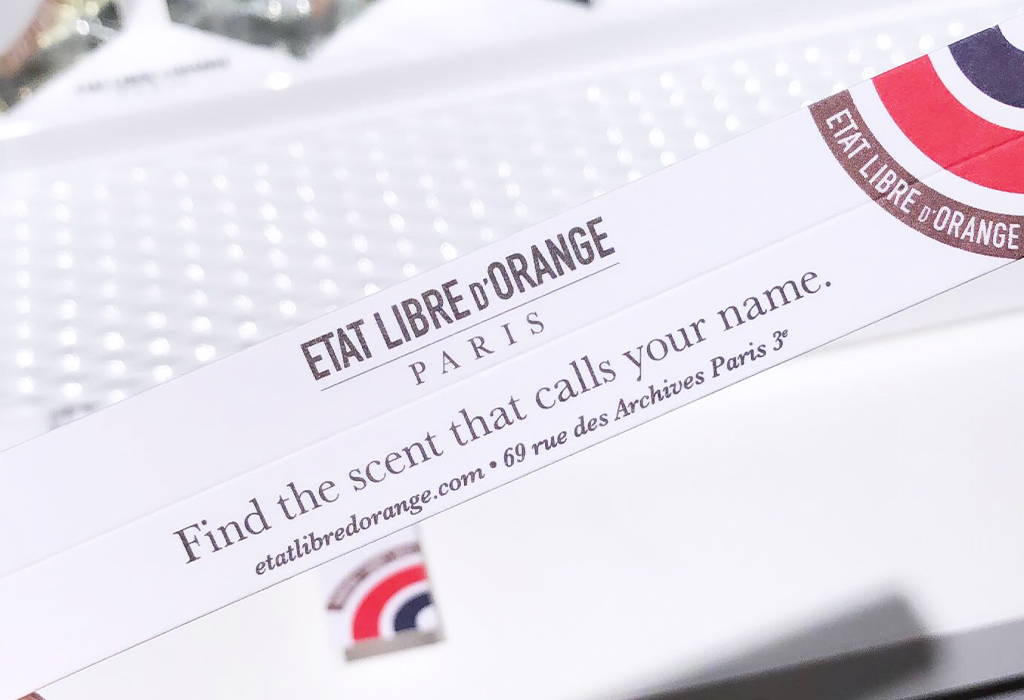 ETAT LIBRE D'ORANGE
ETAT LIBRE D'ORANGE
PARIS
Find the scent that calls your name.
etatlibredorange.com • 69 rue des Archives Paris 3e